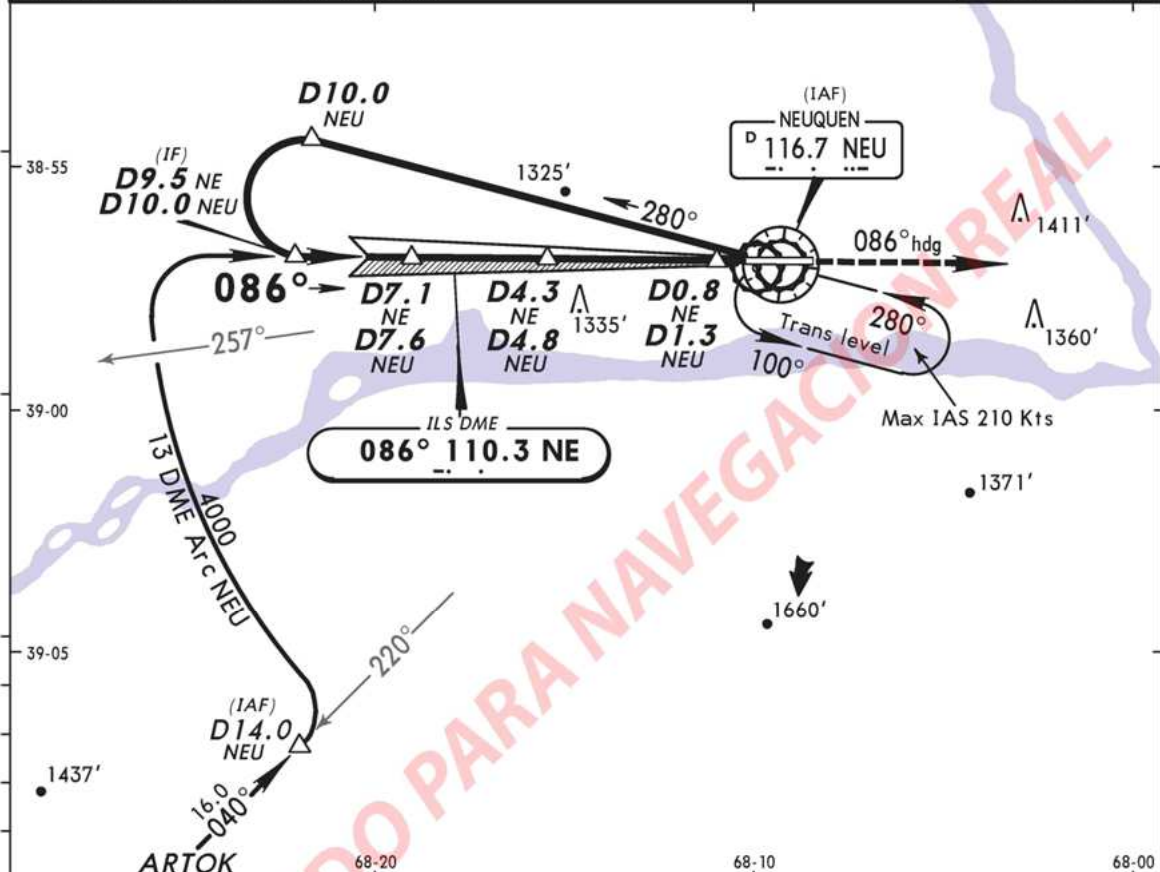 D10.0
NEU
(IAF)
NEUQUEN
D 116.7 NEU
38-55
(IF)
D9.5 NE
D10.0 NEU
1325'
280°
1411'
086° hdg
086°
D7.1
NE
D7.6
NEU
D4.3
NE
D4.8
NEU
1335'
D0.8
NE
D1.3
NEU
280°
Trans level
100°
1360'
257°
39-00
Max IAS 210 Kts
ILS DME
086° 110.3 NE
13 DME Arc NEU
4000
1371'
1660'
39-05
220°
(IAF)
D14.0
NEU
1437'
16.0
040°
ARTOK
68-20
68-10
68-00
DO PARA NAVEGACION REAL